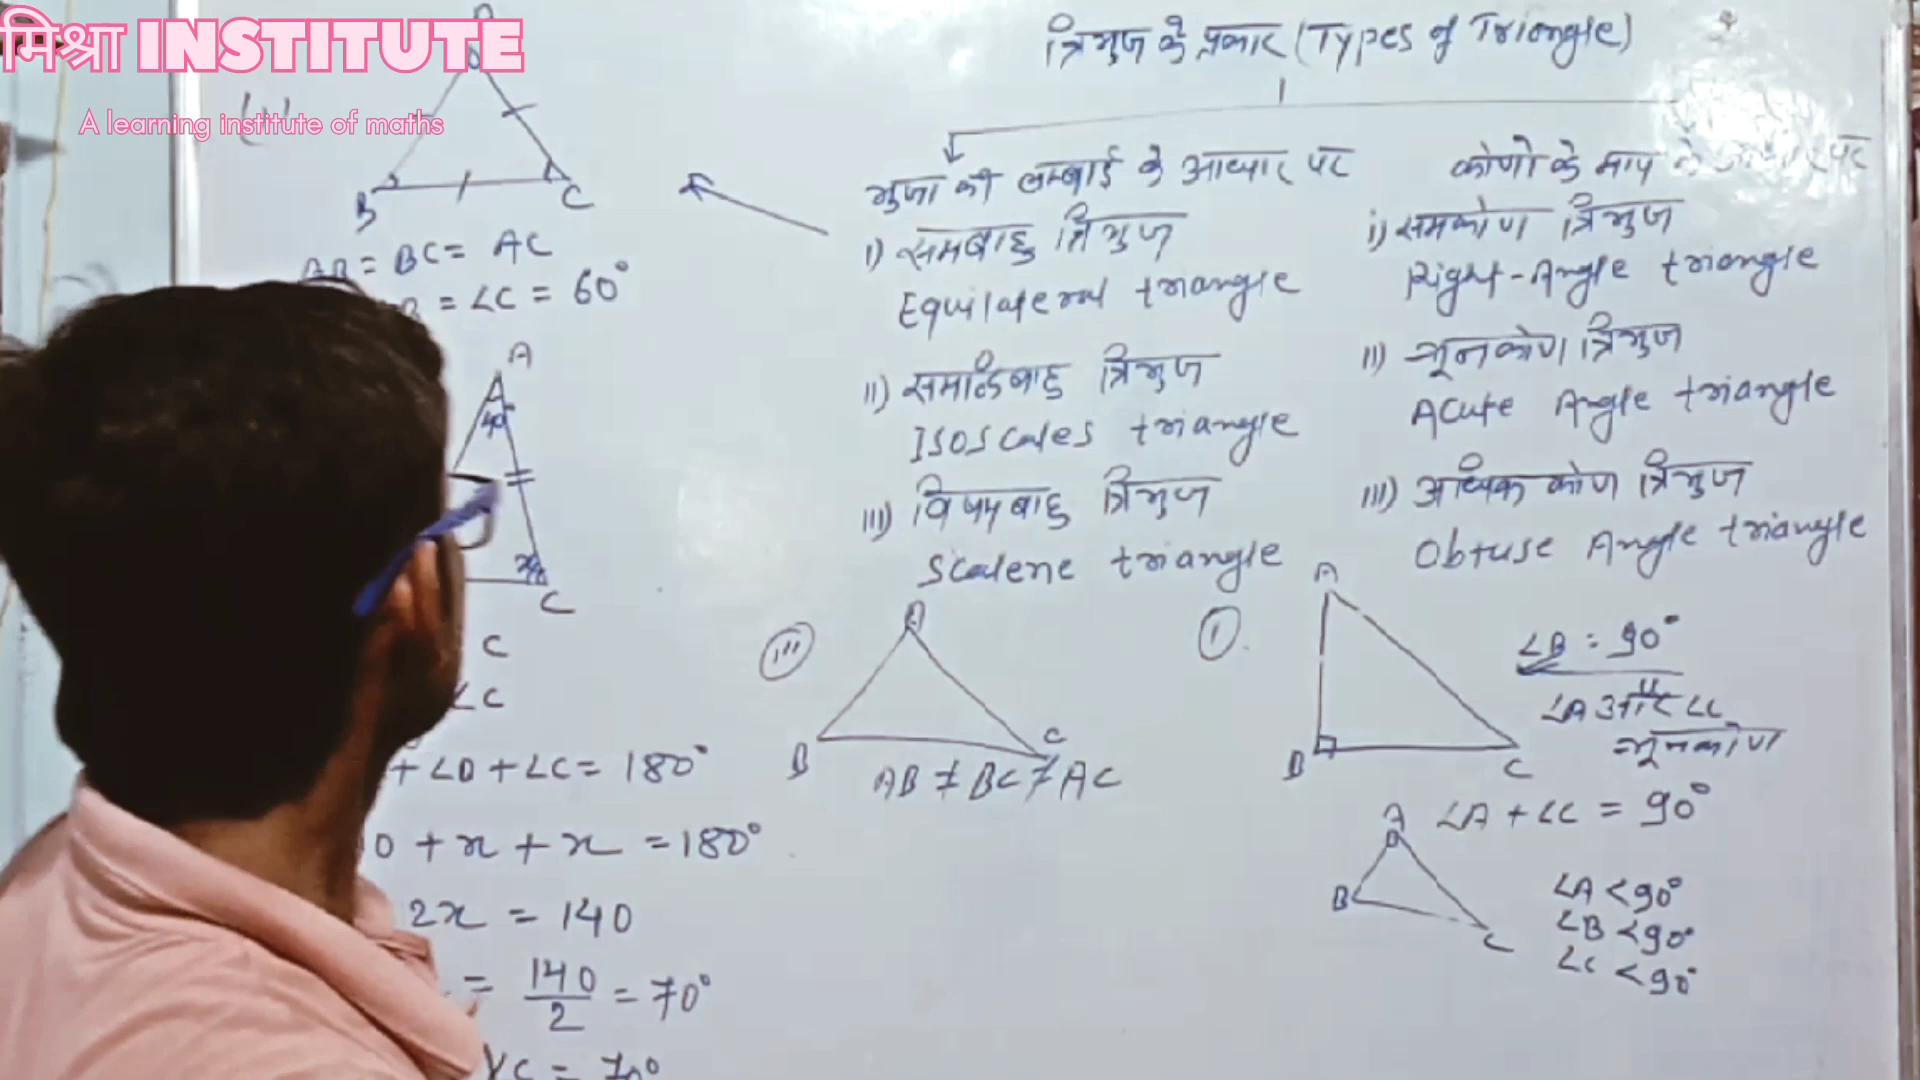 मिश्रा INSTITUTE
A learning institute of maths
B
C
= BC = AC
= ∠C = 60°
A
40°
C
C
∠C
+ ∠B + ∠C = 180°
0 + x + x = 180°
2x = 140
= 140/2 = 70°
C = 70°
त्रिभुज के प्रकार (Types of Triangle)
भुजा की लम्बाई के आधार पर
i) समबाहु त्रिभुज
Equilateral triangle
ii) समद्विबाहु त्रिभुज
Isoscales triangle
iii) विषमबाहु त्रिभुज
Scalene triangle
iii
A
B
C
AB ≠ BC ≠ AC
कोणो के माप के पर
i) समकोण त्रिभुज
Right-Angle triangle
ii) न्यूनकोण त्रिभुज
Acute Angle triangle
iii) अधिक कोण त्रिभुज
Obtuse Angle triangle
i
A
B
C
∠B = 90°
∠A और ∠C
न्यूनकोण
∠A + ∠C = 90°
A
B
C
∠A < 90°
∠B < 90°
∠C < 90°